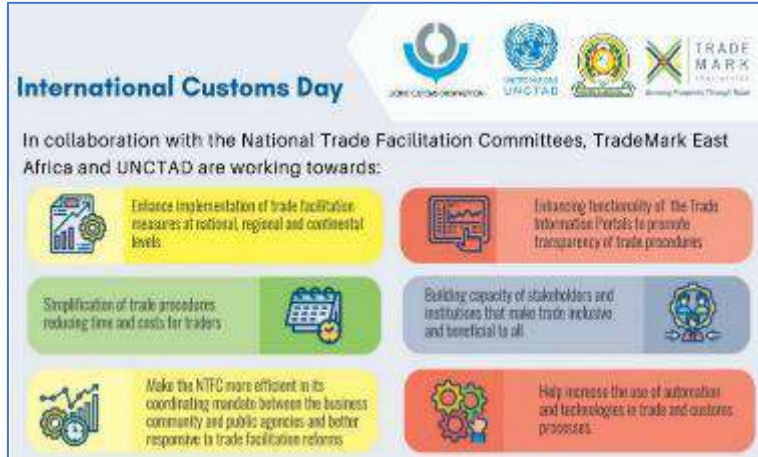 International Customs Day
UNITED NATIONS
UNCTAD
TRADE
MARK
In collaboration with the National Trade Facilitation Committees, TradeMark East
Africa and UNCTAD are working towards:
Enhance implementation of trade facilitation
measures at national, regional and continental
levels
Enhancing functionality of the Trade
Information Portals to promote
transparency of trade procedures
Simplification of trade procedures
reducing time and costs for traders
Building capacity of stakeholders and
institutions that make trade inclusive
and beneficial to all
Make the NTFC more efficient in its
coordinating mandate between the business
community and public agencies and better
responsive to trade facilitation reforms
Help increase the use of automation
and technologies in trade and customs
processes.